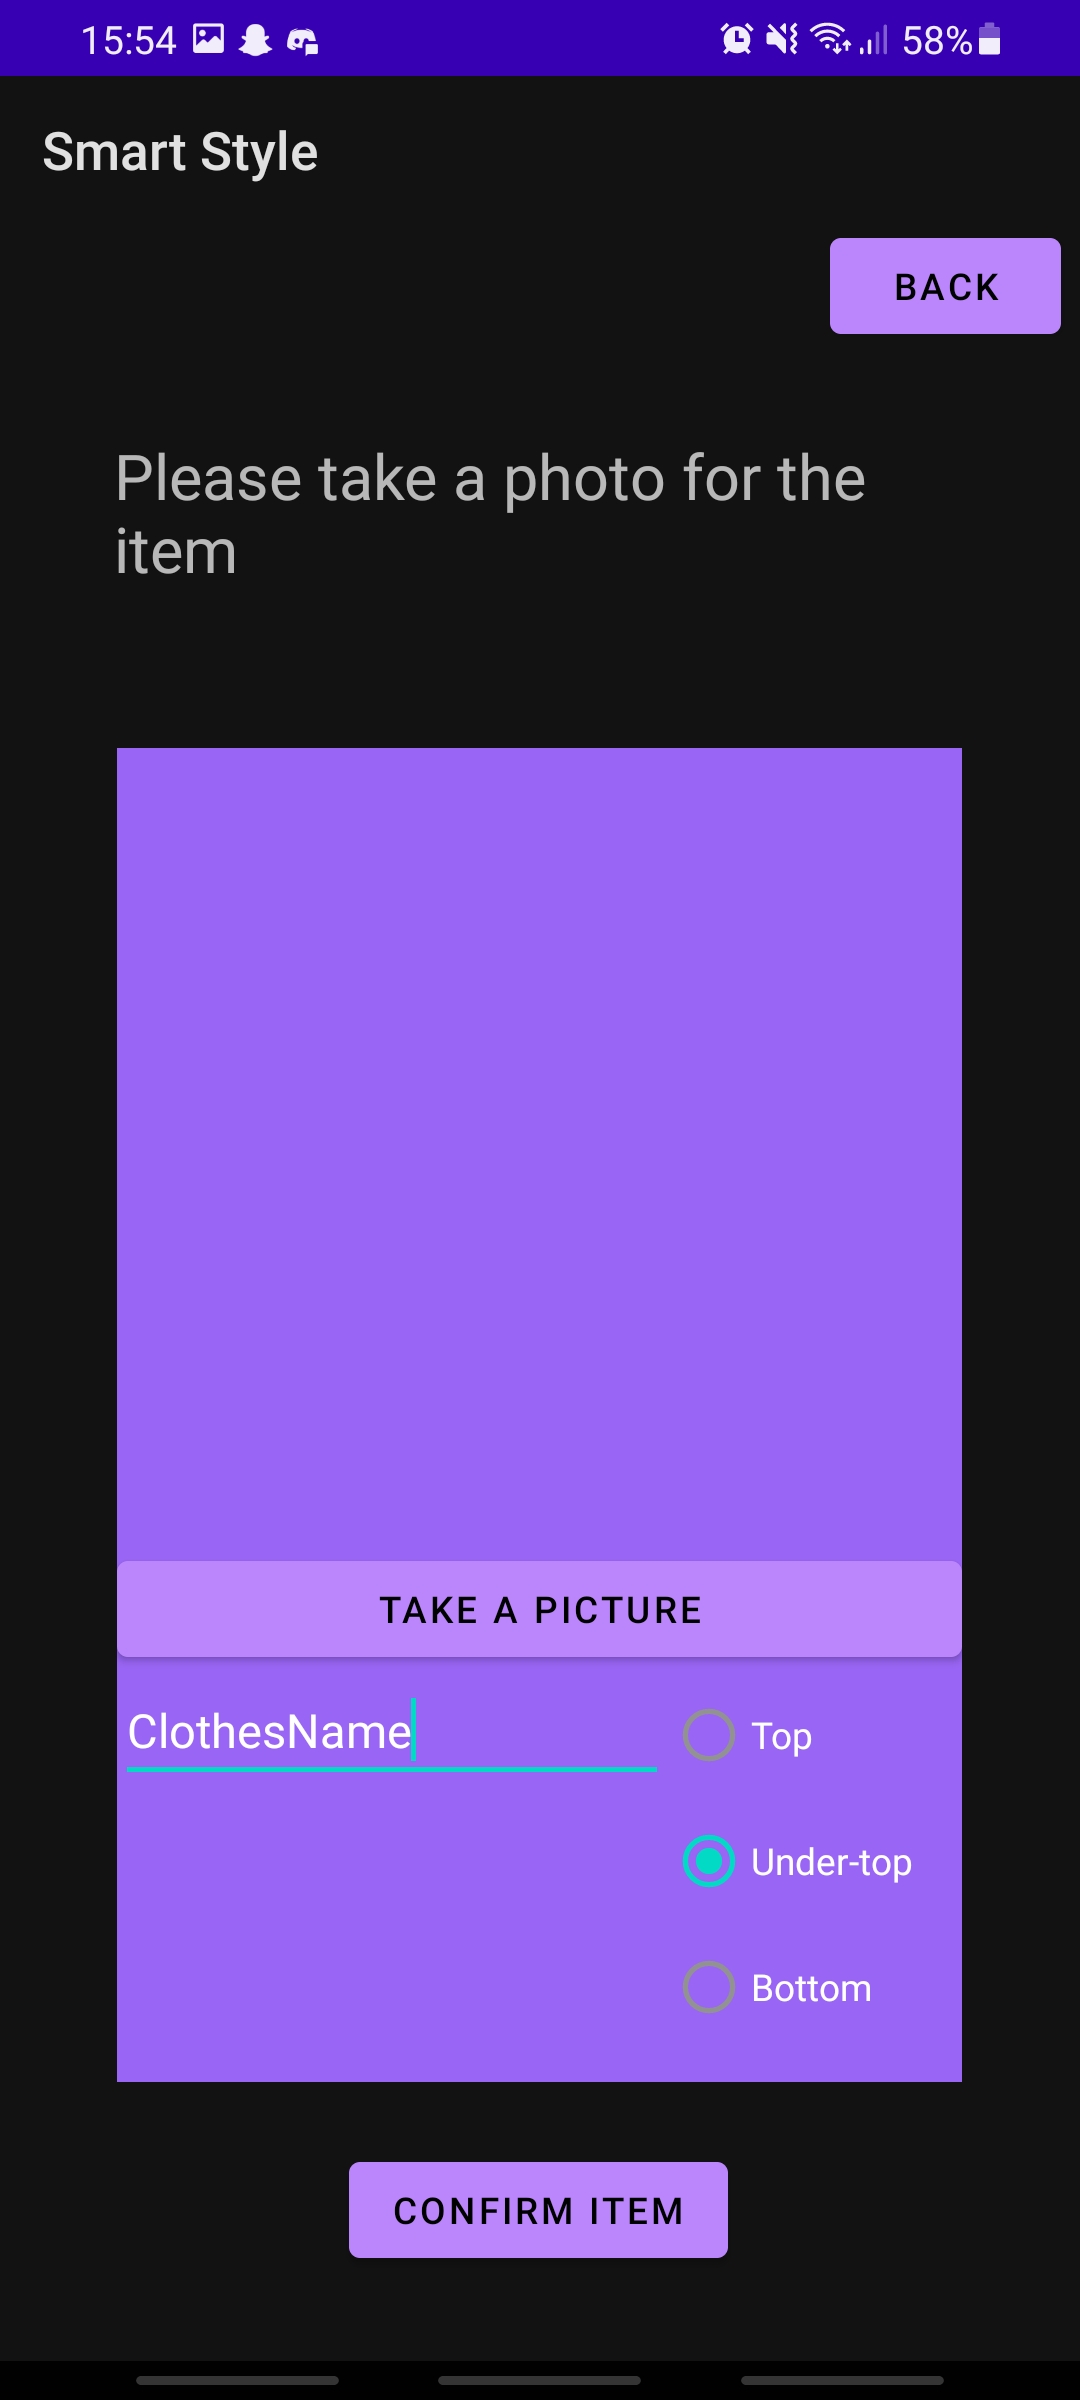 15:54
58%
Smart Style
BACK
Please take a photo for the
item
TAKE A PICTURE
ClothesName
Top
Under-top
Bottom
CONFIRM ITEM